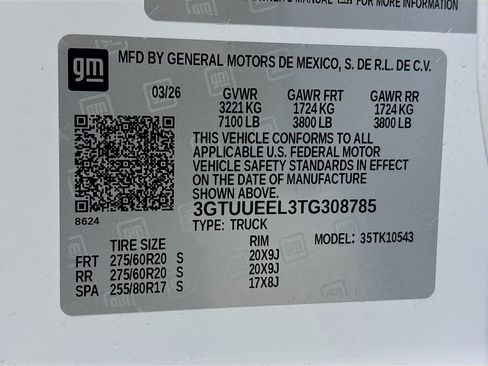 OWNER'S MANUAL FOR MORE INFORMATION
gm
MFD BY GENERAL MOTORS DE MEXICO, S. DE R.L. DE C.V.
03/26 GVWR GAWR FRT GAWR RR
3221 KG 1724 KG 1724 KG
7100 LB 3800 LB 3800 LB
THIS VEHICLE CONFORMS TO ALL
APPLICABLE U.S. FEDERAL MOTOR
VEHICLE SAFETY STANDARDS IN EFFECT
ON THE DATE OF MANUFACTURE
SHOWN ABOVE.
8624
3GTUUEEL3TG308785
TYPE: TRUCK MODEL: 35TK10543
TIRE SIZE RIM
FRT 275/60R20 S 20X9J
RR 275/60R20 S 20X9J
SPA 255/80R17 S 17X8J